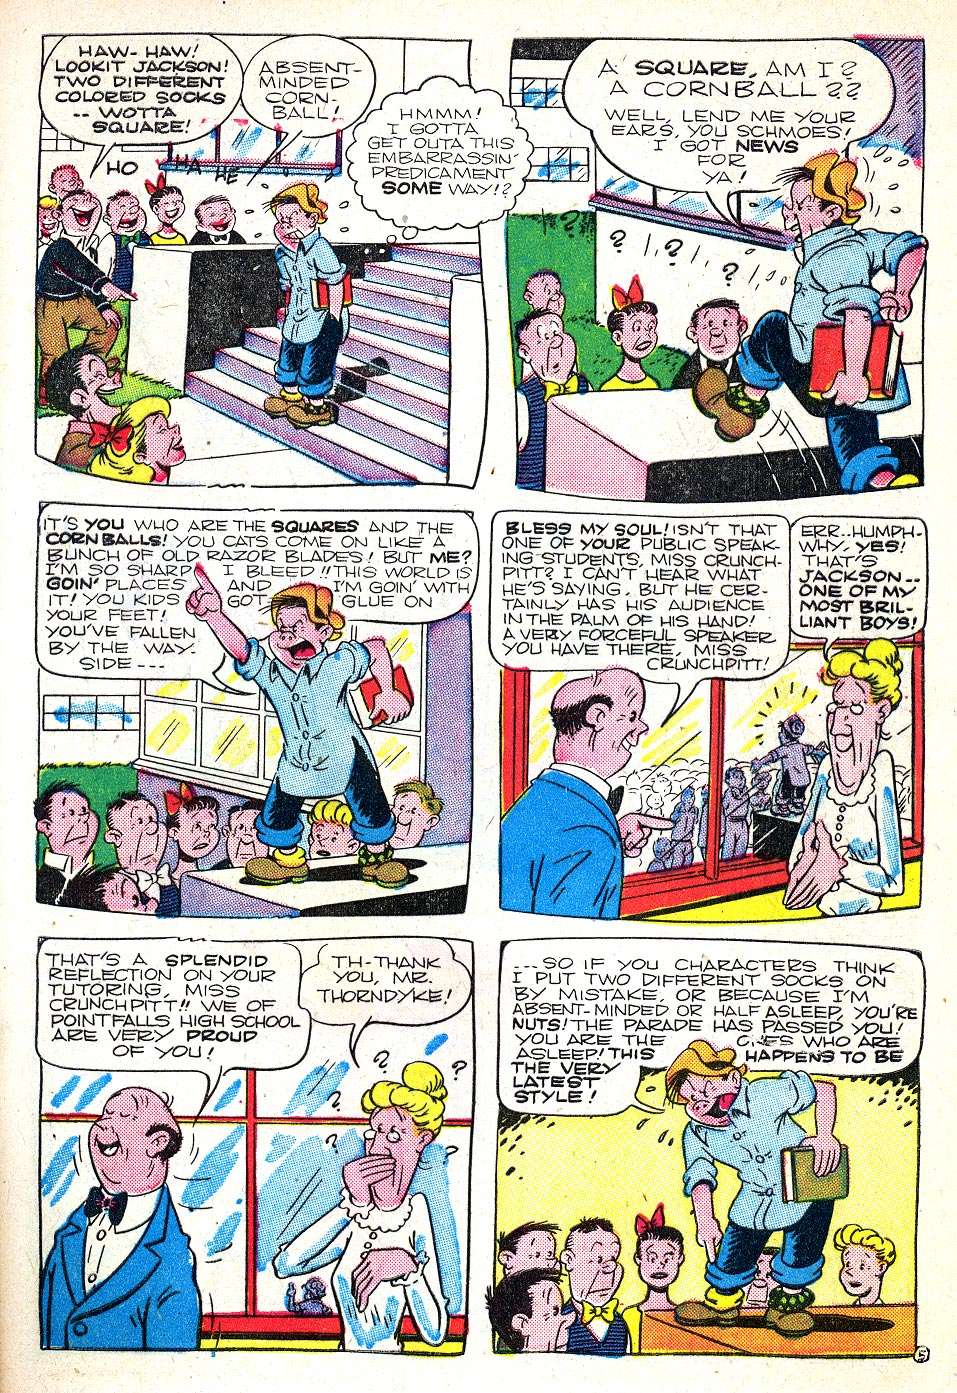 HAW-HAW!
LOOKIT JACKSON!
TWO DIFFERENT
COLORED SOCKS
-- WOTTA
SQUARE!
ABSENT-
MINDED
CORN-
BALL!
HMMM!
I GOTTA
GET OUTA THIS
EMBARRASSIN'
PREDICAMENT
SOME WAY!?
HO
HA
HE
A SQUARE, AM I?
A CORNBALL??
WELL, LEND ME YOUR
EARS, YOU SCHMOES!
I GOT NEWS
FOR
YA!
?
?
?
?
IT'S YOU WHO ARE THE SQUARES AND THE
CORNBALLS! YOU CATS COME ON LIKE A
BUNCH OF OLD RAZOR BLADES! BUT ME?
I'M SO SHARP I BLEED!! THIS WORLD IS
GOIN' PLACES AND I'M GOIN' WITH
IT! YOU KIDS GOT GLUE ON
YOUR FEET!
YOU'VE FALLEN
BY THE WAY-
SIDE ---
BLESS MY SOUL! ISN'T THAT
ONE OF YOUR PUBLIC SPEAK-
ING STUDENTS, MISS CRUNCH-
PITT? I CAN'T HEAR WHAT
HE'S SAYING, BUT HE CER-
TAINLY HAS HIS AUDIENCE
IN THE PALM OF HIS HAND!
A VERY FORCEFUL SPEAKER
YOU HAVE THERE, MISS
CRUNCHPITT!
ERR..HUMPH-
WHY, YES!
THAT'S
JACKSON--
ONE OF MY
MOST BRIL-
LIANT BOYS!
THAT'S A SPLENDID
REFLECTION ON YOUR
TUTORING, MISS
CRUNCHPITT!! WE OF
POINTFALLS HIGH SCHOOL
ARE VERY PROUD
OF YOU!
TH-THANK
YOU, MR.
THORNDYKE!
?
?
?
?
---SO IF YOU CHARACTERS THINK
I PUT TWO DIFFERENT SOCKS ON
BY MISTAKE, OR BECAUSE I'M
ABSENT-MINDED OR HALF ASLEEP, YOU'RE
NUTS! THE PARADE HAS PASSED YOU!
YOU ARE THE WHO ARE
ASLEEP! THIS HAPPENS TO BE
THE VERY
LATEST
STYLE!
5